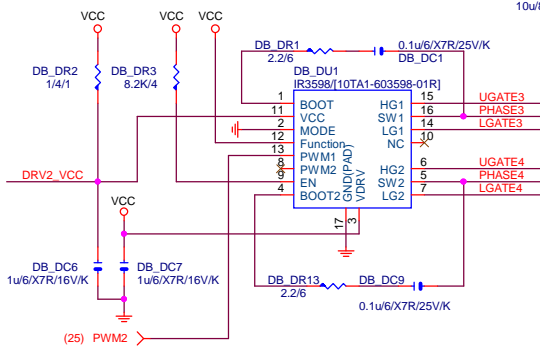 10u/8
VCC VCC VCC
DB_DR1
2.2/6
0.1u/6/X7R/25V/K
DB_DC1
DB_DR2
1/4/1
DB_DR3
8.2K/4
DB_DU1
IR3598/[10TA1-603598-01R]
1 BOOT HG1 15 UGATE3
11 VCC SW1 16 PHASE3
2 MODE LG1 14 LGATE3
12 Function NC 10
13 PWM1
8 PWM2 HG2 6 UGATE4
9 EN SW2 5 PHASE4
4 BOOT2 LG2 7 LGATE4
GND(PAD) VDRV
17 3
DRV2_VCC
VCC
DB_DC6
1u/6/X7R/16V/K
DB_DC7
1u/6/X7R/16V/K
DB_DR13
2.2/6
DB_DC9
0.1u/6/X7R/25V/K
(25) PWM2